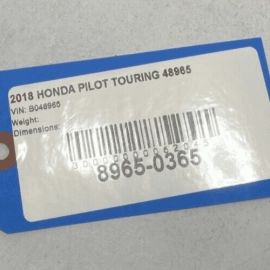 2018 HONDA PILOT TOURING 48965
VIN: B048965
Weight:
Dimensions:
8965-0365